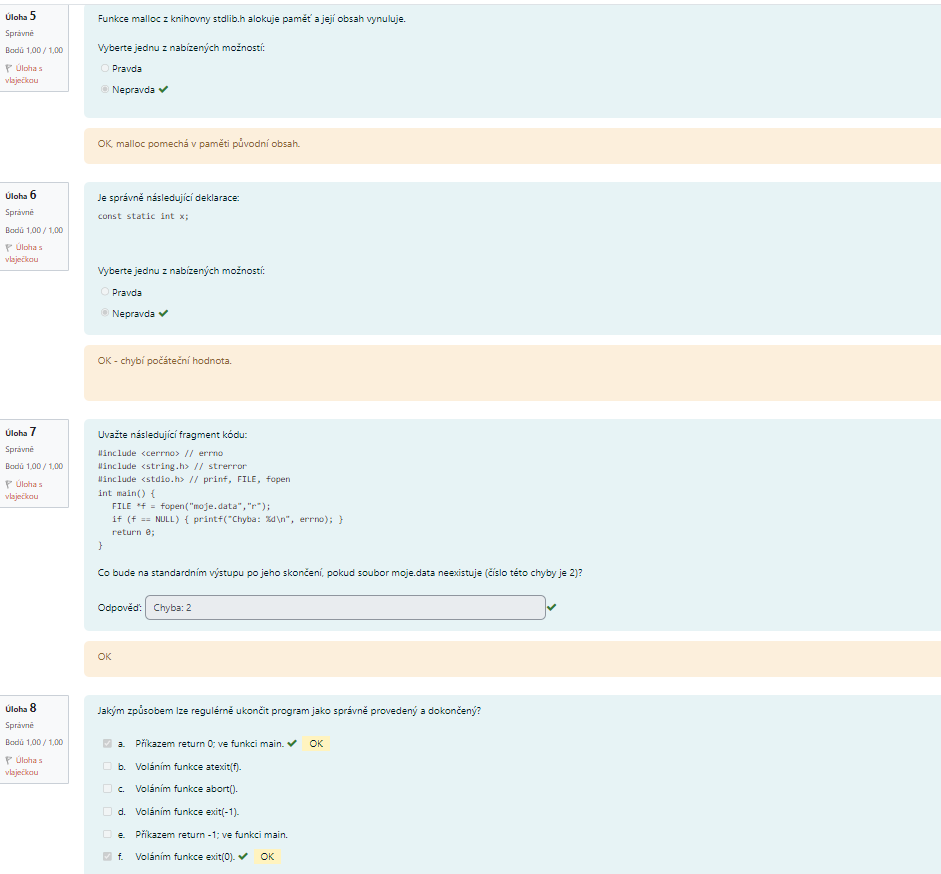 Úloha 5
Správně
Bodů 1,00 / 1,00
Úloha s
vlaječkou
Funkce malloc z knihovny stdlib.h alokuje paměť a její obsah vynuluje.
Vyberte jednu z nabízených možností:
Pravda
Nepravda ✔
OK, malloc pomechá v paměti původní obsah.
Úloha 6
Správně
Bodů 1,00 / 1,00
Úloha s
vlaječkou
Je správně následující deklarace:
const static int x;
Vyberte jednu z nabízených možností:
Pravda
Nepravda ✔
OK - chybí počáteční hodnota.
Úloha 7
Správně
Bodů 1,00 / 1,00
Úloha s
vlaječkou
Uvažte následující fragment kódu:
#include <cerrno> // errno
#include <string.h> // strerror
#include <stdio.h> // prinf, FILE, fopen
int main() {
FILE *f = fopen("moje.data","r");
if (f == NULL) { printf("Chyba: %d\n", errno); }
return 0;
}
Co bude na standardním výstupu po jeho skončení, pokud soubor moje.data neexistuje (číslo této chyby je 2)?
Odpověď: Chyba: 2 ✔
OK
Úloha 8
Správně
Bodů 1,00 / 1,00
Úloha s
vlaječkou
Jakým způsobem lze regulérně ukončit program jako správně provedený a dokončený?
a. Příkazem return 0; ve funkci main. ✔ OK
b. Voláním funkce atexit(f).
c. Voláním funkce abort().
d. Voláním funkce exit(-1).
e. Příkazem return -1; ve funkci main.
f. Voláním funkce exit(0). ✔ OK